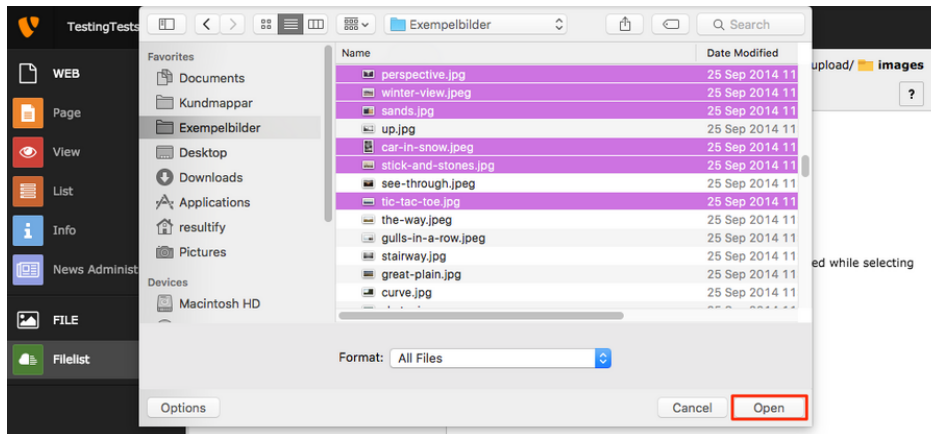 TestingTests
Exempelbilder
Search
Favorites
Documents
Kundmappar
Exempelbilder
Desktop
Downloads
Applications
resultify
Pictures
Devices
Macintosh HD
Name Date Modified
perspective.jpg 25 Sep 2014 11
winter-view.jpeg 25 Sep 2014 11
sands.jpg 25 Sep 2014 11
up.jpg 25 Sep 2014 11
car-in-snow.jpeg 25 Sep 2014 11
stick-and-stones.jpg 25 Sep 2014 11
see-through.jpeg 25 Sep 2014 11
tic-tac-toe.jpg 25 Sep 2014 11
the-way.jpeg 25 Sep 2014 11
gulls-in-a-row.jpeg 25 Sep 2014 11
stairway.jpg 25 Sep 2014 11
great-plain.jpg 25 Sep 2014 11
curve.jpg 25 Sep 2014 11
Format: All Files
Options Cancel Open
WEB
Page
View
List
Info
News Administ
FILE
Filelist
upload/ images
?
ed while selecting